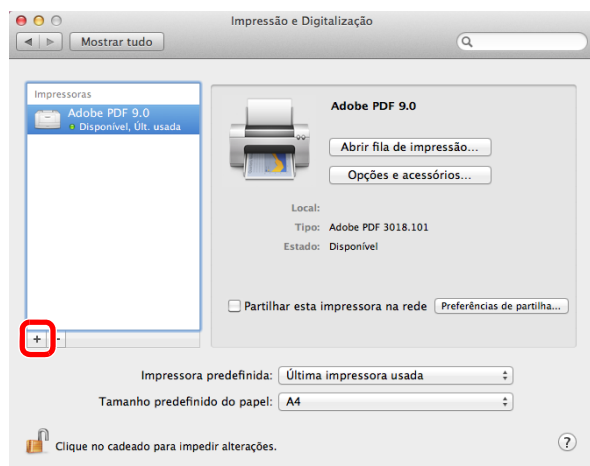 Impressão e Digitalização
Mostrar tudo
Impressoras
Adobe PDF 9.0
Disponível, Últ. usada
Adobe PDF 9.0
Abrir fila de impressão...
Opções e acessórios...
Local:
Tipo: Adobe PDF 3018.101
Estado: Disponível
Partilhar esta impressora na rede Preferências de partilha...
+ -
Impressora predefinida: Última impressora usada
Tamanho predefinido do papel: A4
Clique no cadeado para impedir alterações. ?